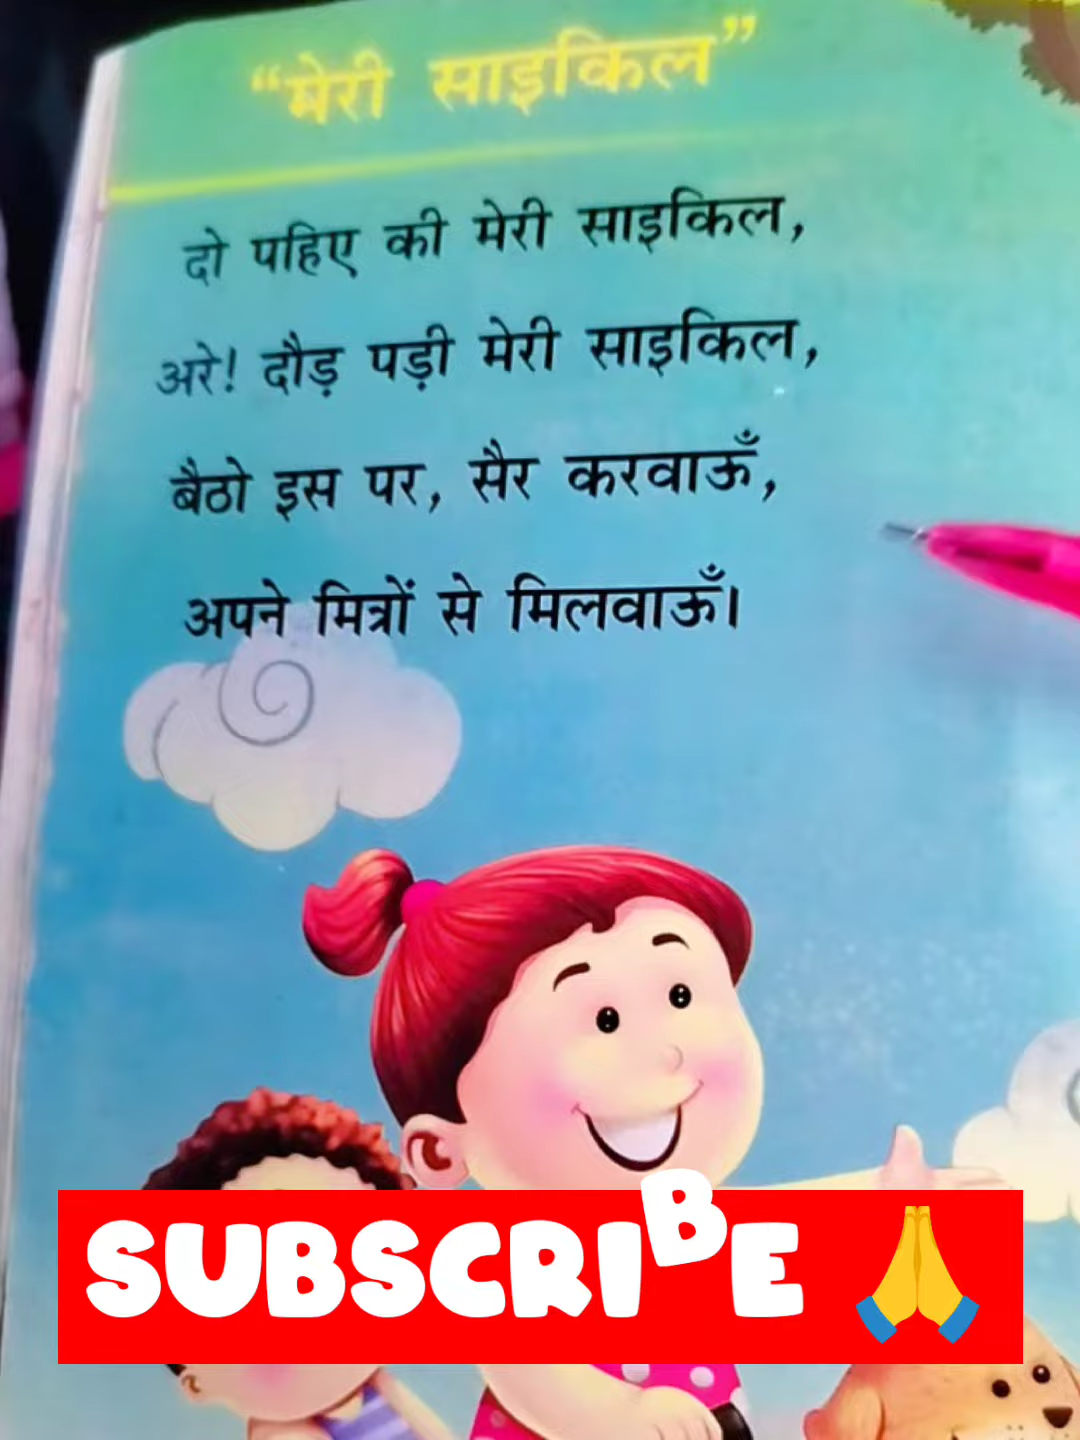 “मेरी साइकिल”
दो पहिए की मेरी साइकिल,
अरे! दौड़ पड़ी मेरी साइकिल,
बैठो इस पर, सैर करवाऊँ,
अपने मित्रों से मिलवाऊँ।
SUBSCRIBE 🙏